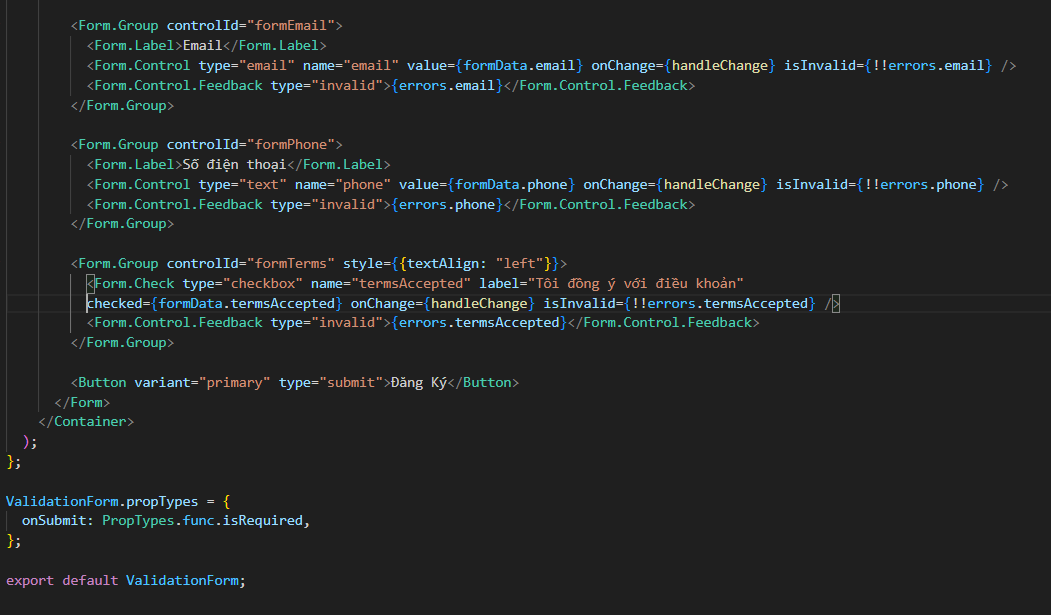 <Form.Group controlId="formEmail">
<Form.Label>Email</Form.Label>
<Form.Control type="email" name="email" value={formData.email} onChange={handleChange} isInvalid={!!errors.email} />
<Form.Control.Feedback type="invalid">{errors.email}</Form.Control.Feedback>
</Form.Group>
<Form.Group controlId="formPhone">
<Form.Label>Số điện thoại</Form.Label>
<Form.Control type="text" name="phone" value={formData.phone} onChange={handleChange} isInvalid={!!errors.phone} />
<Form.Control.Feedback type="invalid">{errors.phone}</Form.Control.Feedback>
</Form.Group>
<Form.Group controlId="formTerms" style={{textAlign: "left"}}>
<Form.Check type="checkbox" name="termsAccepted" label="Tôi đồng ý với điều khoản"
checked={formData.termsAccepted} onChange={handleChange} isInvalid={!!errors.termsAccepted} />
<Form.Control.Feedback type="invalid">{errors.termsAccepted}</Form.Control.Feedback>
</Form.Group>
<Button variant="primary" type="submit">Đăng Ký</Button>
</Form>
</Container>
);
};
ValidationForm.propTypes = {
onSubmit: PropTypes.func.isRequired,
};
export default ValidationForm;